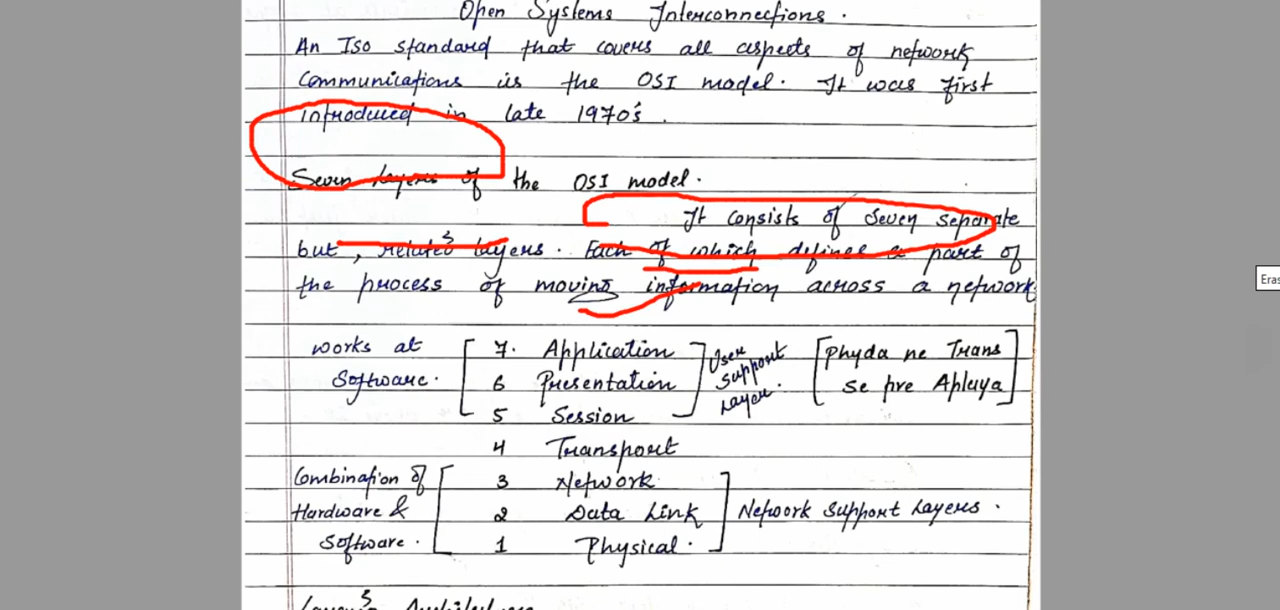 Open Systems Interconnections.
An Iso standard that covers all aspects of network
communications is the OSI model. It was first
introduced in late 1970's.
Seven layers of the OSI model.
It consists of seven separate
but, related layers. Each of which defines a part of
the process of moving information across a network
works at Software.
7. Application
6 Presentation
5 Session
User support Layer.
[Phyda ne Trans
se pre Apluya]
4 Transport
Combination of Hardware & Software.
3 Network
2 Data Link
1 Physical.
Network Support Layers.
Eras